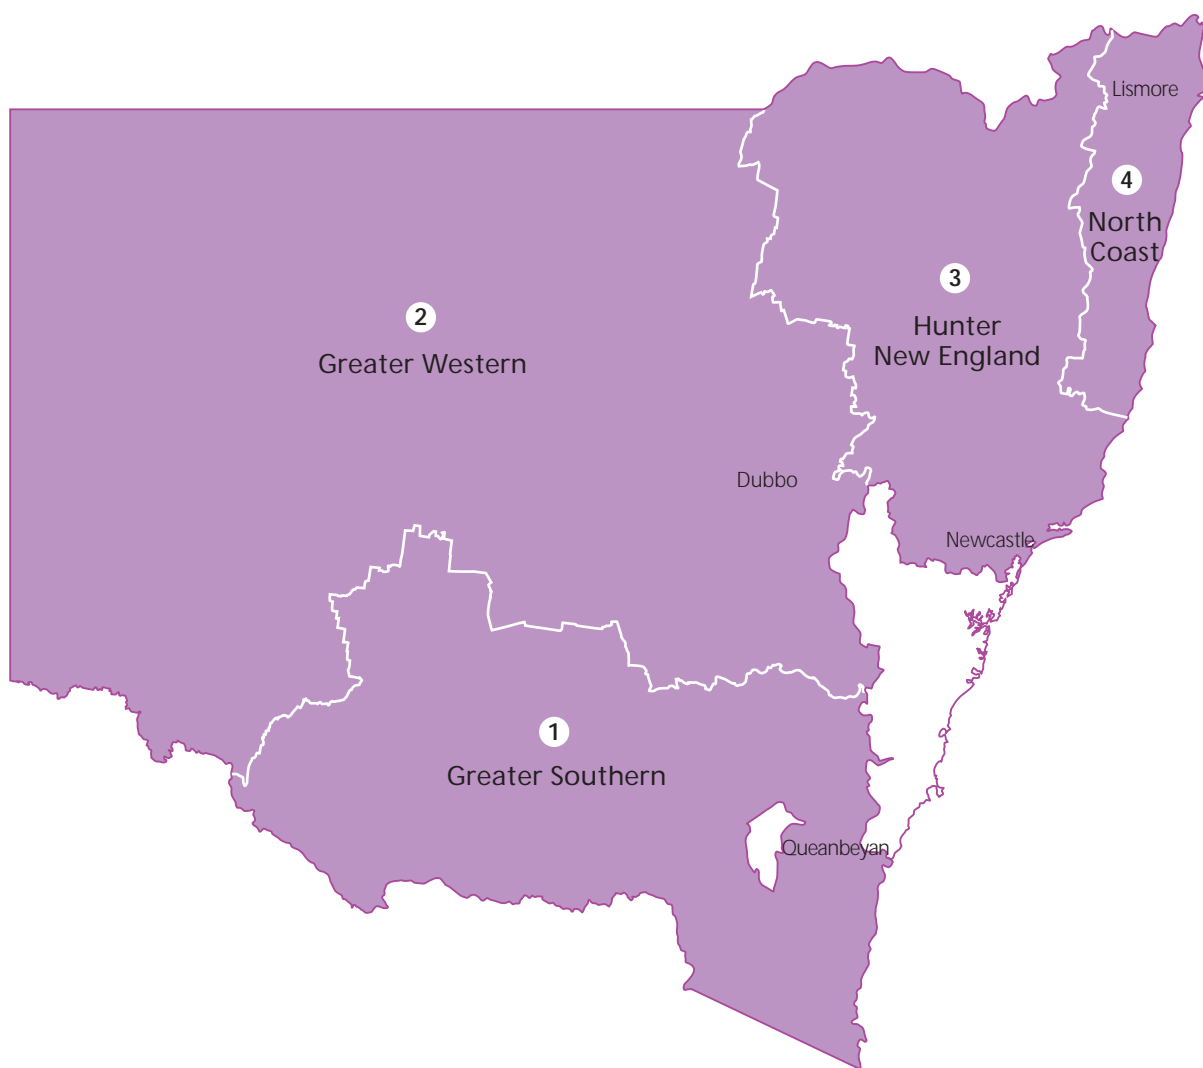 Lismore
4
North
Coast
3
Hunter
New England
2
Greater Western
Dubbo
Newcastle
1
Greater Southern
Queanbeyan